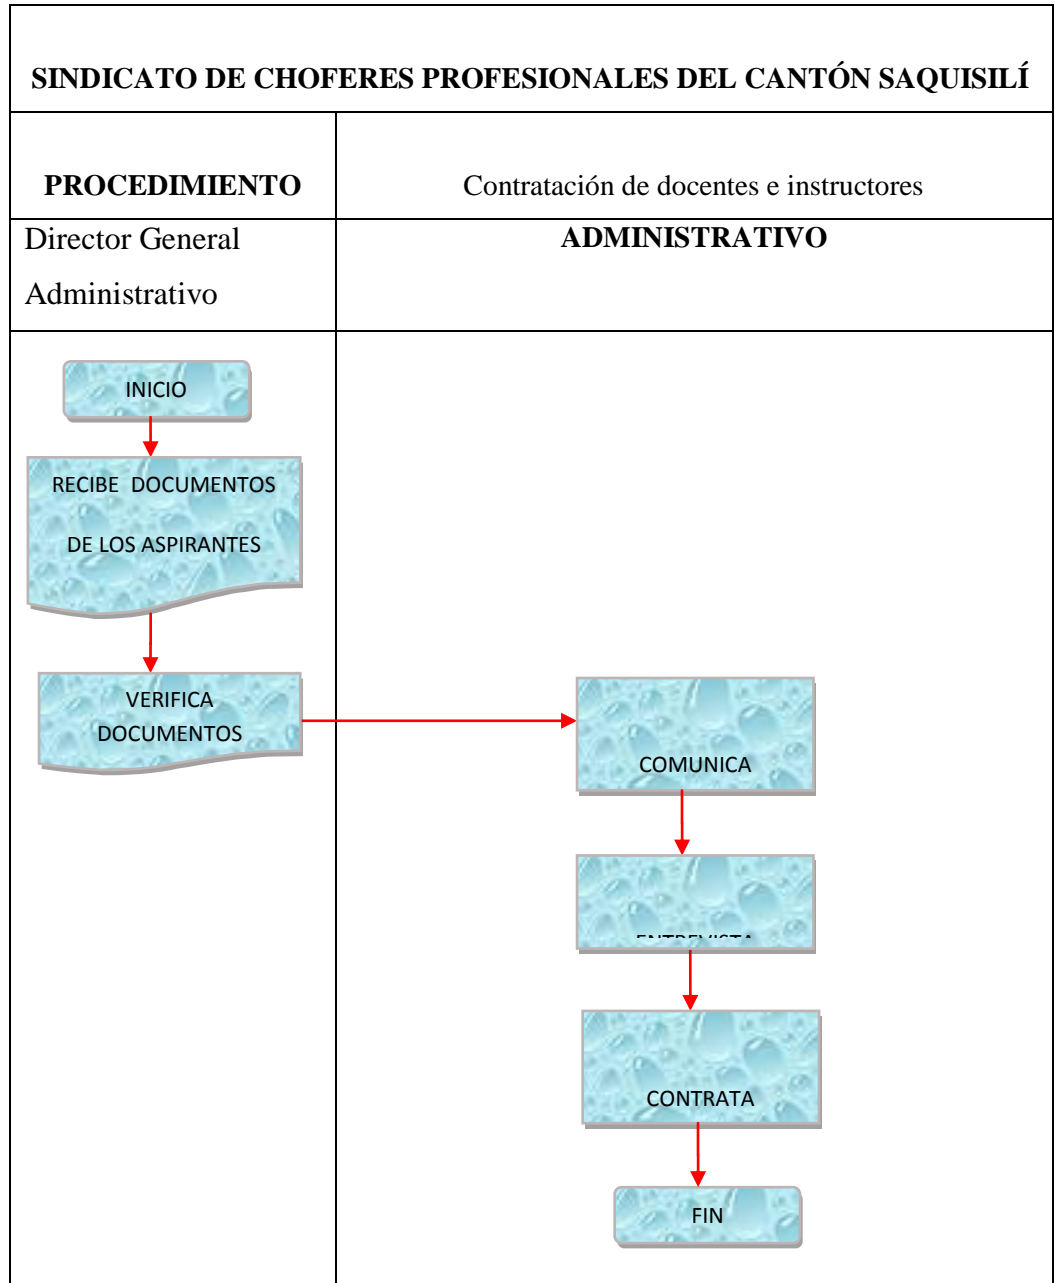 SINDICATO DE CHOFERES PROFESIONALES DEL CANTÓN SAQUISILÍ
PROCEDIMIENTO
Contratación de docentes e instructores
Director General
Administrativo
ADMINISTRATIVO
INICIO
RECIBE DOCUMENTOS
DE LOS ASPIRANTES
VERIFICA
DOCUMENTOS
COMUNICA
ENTREVISTA
CONTRATA
FIN